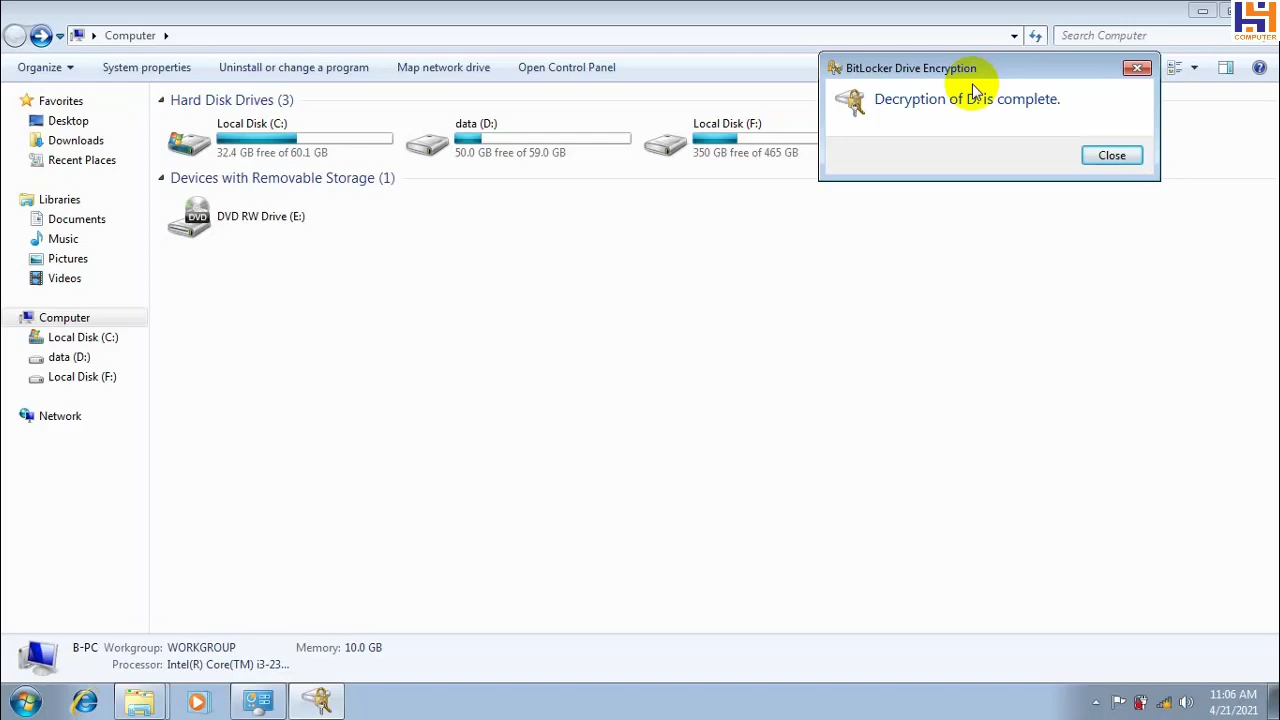 COMPUTER
Computer
Search Computer
Organize
System properties
Uninstall or change a program
Map network drive
Open Control Panel
BitLocker Drive Encryption
Decryption of D: is complete.
Close
Favorites
Desktop
Downloads
Recent Places
Libraries
Documents
Music
Pictures
Videos
Computer
Local Disk (C:)
data (D:)
Local Disk (F:)
Network
Hard Disk Drives (3)
Local Disk (C:)
32.4 GB free of 60.1 GB
data (D:)
50.0 GB free of 59.0 GB
Local Disk (F:)
350 GB free of 465 GB
Devices with Removable Storage (1)
DVD
DVD RW Drive (E:)
B-PC Workgroup: WORKGROUP Memory: 10.0 GB
Processor: Intel(R) Core(TM) i3-23...
11:06 AM
4/21/2021